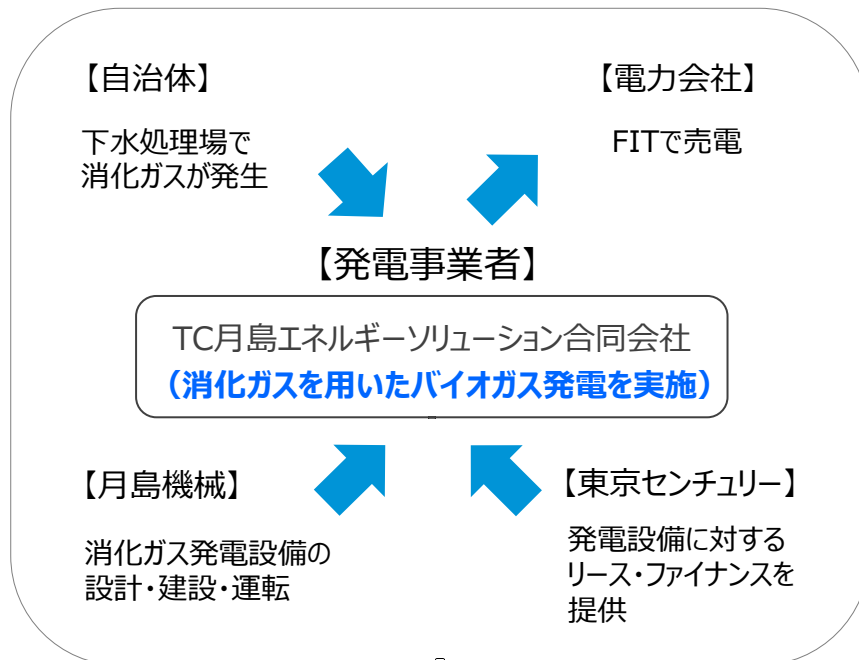 【自治体】
下水処理場で
消化ガスが発生
【電力会社】
FITで売電
【発電事業者】
TC月島エネルギーソリューション合同会社
（消化ガスを用いたバイオガス発電を実施）
【月島機械】
消化ガス発電設備の
設計・建設・運転
【東京センチュリー】
発電設備に対する
リース・ファイナンスを
提供